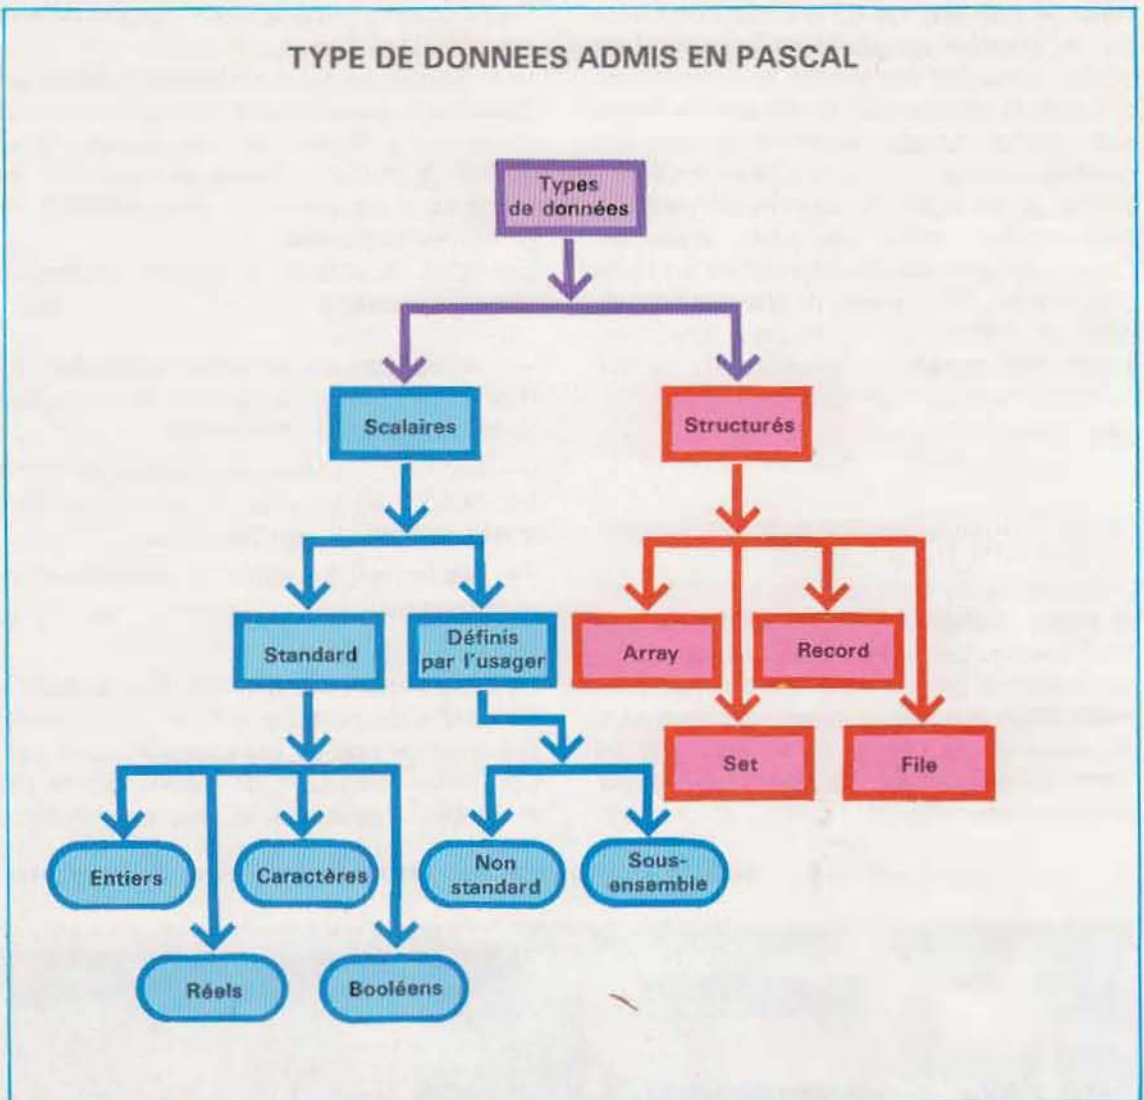 TYPE DE DONNEES ADMIS EN PASCAL
Types
de données
Scalaires
Structurés
Standard
Définis
par l'usager
Array
Record
Set
File
Entiers
Caractères
Non
standard
Sous-
ensemble
Réels
Booléens